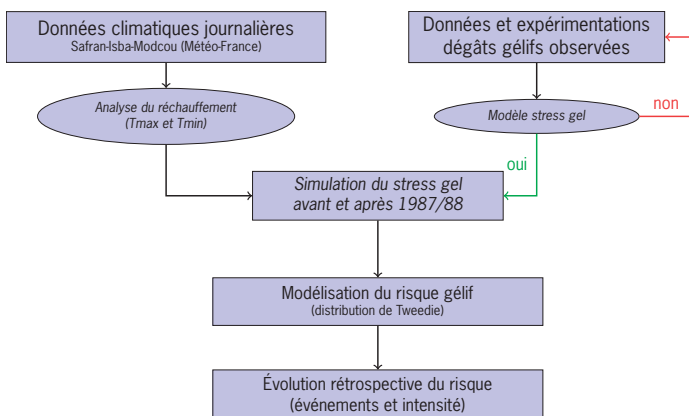 Données climatiques journalières
Safran-Isba-Modcou (Météo-France)
Données et expérimentations
dégâts gélifs observées
Analyse du réchauffement
(Tmax et Tmin)
Modèle stress gel
non
oui
Simulation du stress gel
avant et après 1987/88
Modélisation du risque gélif
(distribution de Tweedie)
Évolution rétrospective du risque
(événements et intensité)